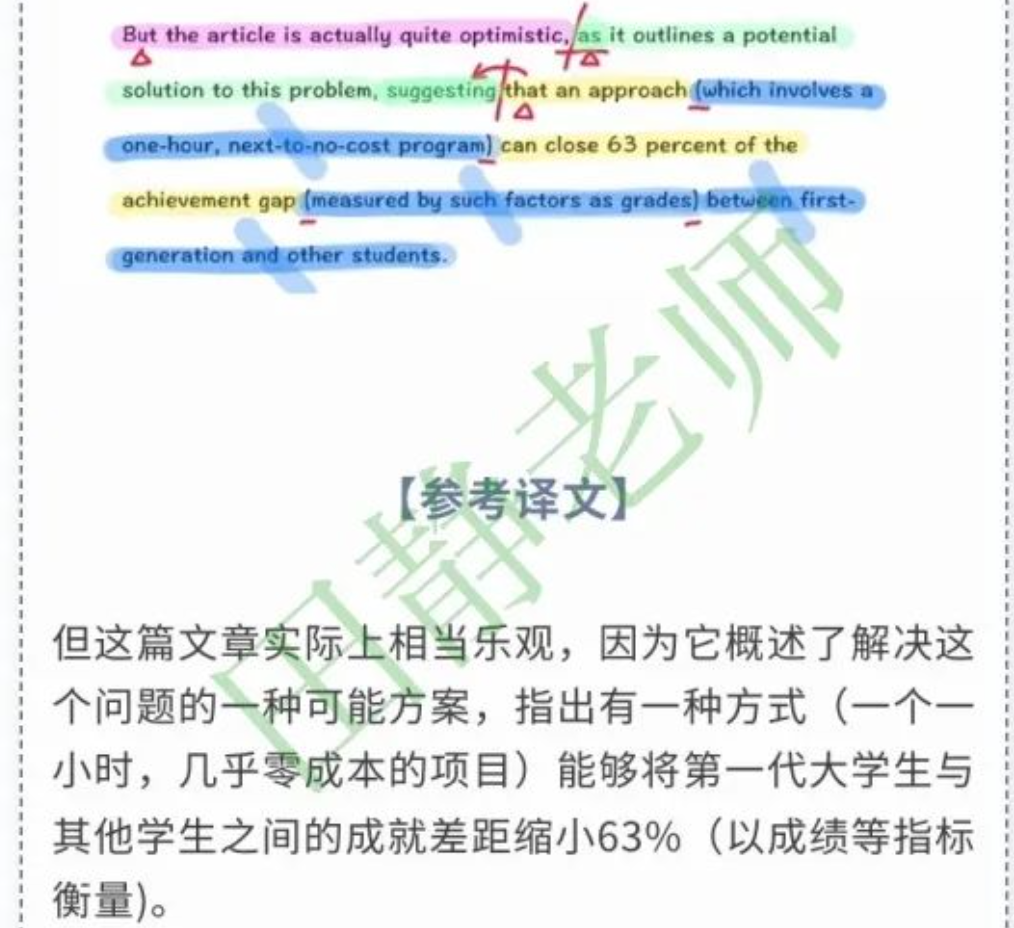 But the article is actually quite optimistic, as it outlines a potential
solution to this problem, suggesting that an approach (which involves a
one-hour, next-to-no-cost program) can close 63 percent of the
achievement gap (measured by such factors as grades) between first-
generation and other students.
田静老师
【参考译文】
但这篇文章实际上相当乐观，因为它概述了解决这
个问题的一种可能方案，指出有一种方式（一个一
小时，几乎零成本的项目）能够将第一代大学生与
其他学生之间的成就差距缩小63%（以成绩等指标
衡量)。